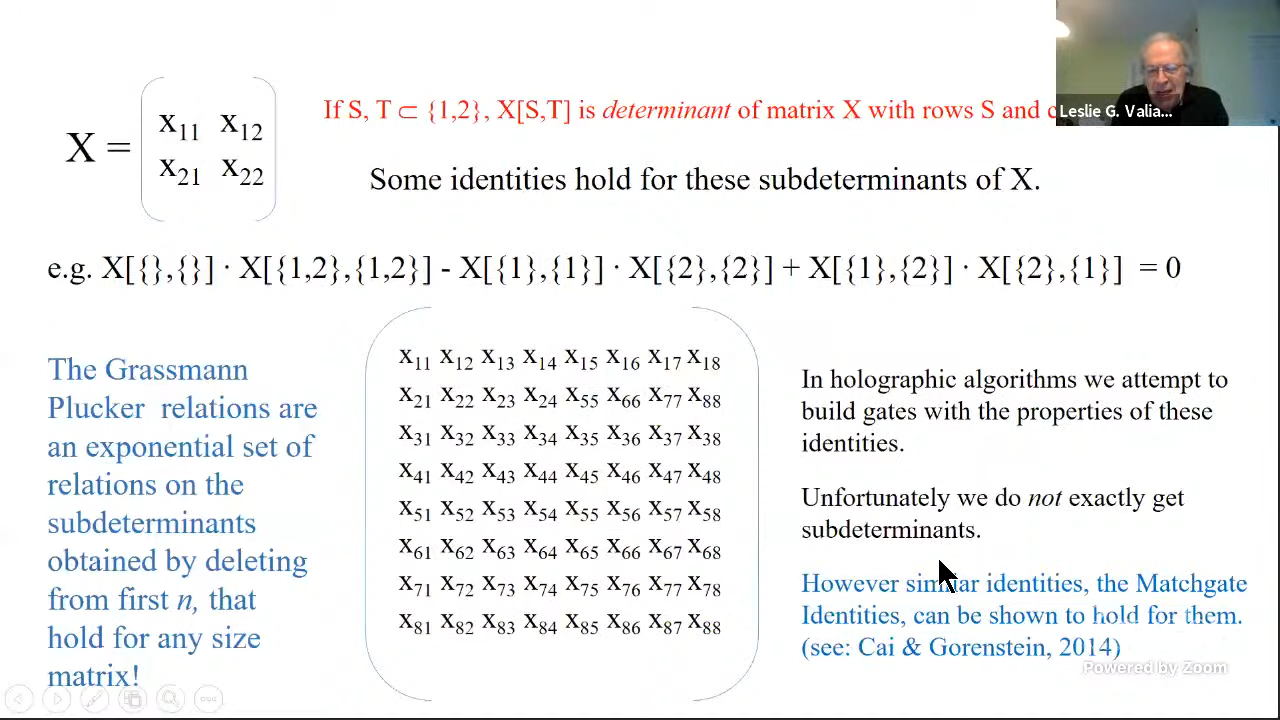 Leslie G. Valia...
If S, T ⊂ {1,2}, X[S,T] is determinant of matrix X with rows S and c
X =
x11 x12
x21 x22
Some identities hold for these subdeterminants of X.
e.g. X[{},{}] · X[{1,2},{1,2}] - X[{1},{1}] · X[{2},{2}] + X[{1},{2}] · X[{2},{1}] = 0
The Grassmann
Plucker relations are
an exponential set of
relations on the
subdeterminants
obtained by deleting
from first n, that
hold for any size
matrix!
x11 x12 x13 x14 x15 x16 x17 x18
x21 x22 x23 x24 x55 x66 x77 x88
x31 x32 x33 x34 x35 x36 x37 x38
x41 x42 x43 x44 x45 x46 x47 x48
x51 x52 x53 x54 x55 x56 x57 x58
x61 x62 x63 x64 x65 x66 x67 x68
x71 x72 x73 x74 x75 x76 x77 x78
x81 x82 x83 x84 x85 x86 x87 x88
In holographic algorithms we attempt to
build gates with the properties of these
identities.
Unfortunately we do not exactly get
subdeterminants.
However similar identities, the Matchgate
Identities, can be shown to hold for them.
(see: Cai & Gorenstein, 2014)
Powered by Zoom